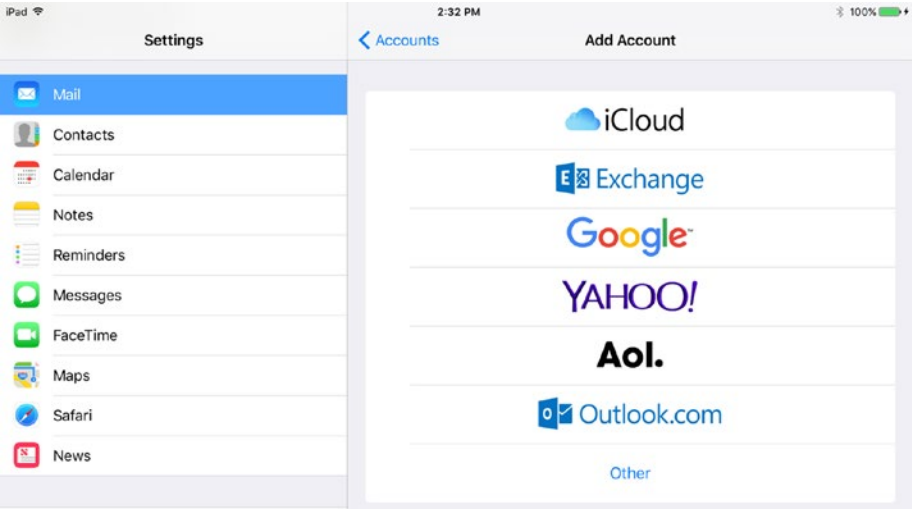 iPad 2:32 PM 100%
Settings
Accounts Add Account
Mail
Contacts
Calendar
Notes
Reminders
Messages
FaceTime
Maps
Safari
News
iCloud
Exchange
Google
YAHOO!
Aol.
Outlook.com
Other